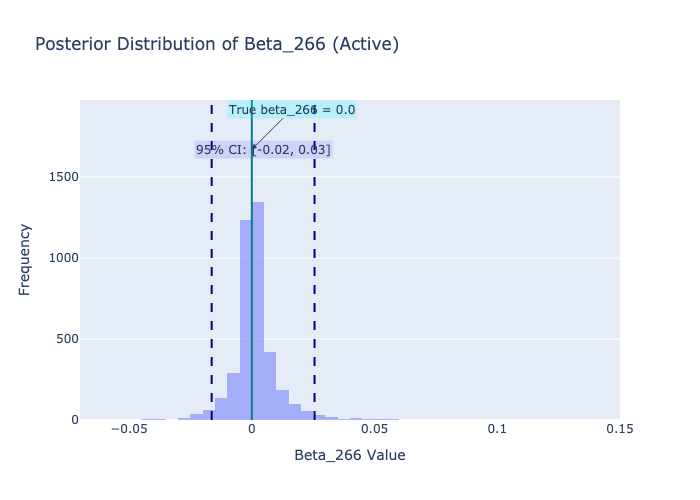 Posterior Distribution of Beta_266 (Active)
True beta_266 = 0.0
95% CI: [-0.02, 0.03]
1500
1000
500
0
Frequency
−0.05
0
0.05
0.1
0.15
Beta_266 Value